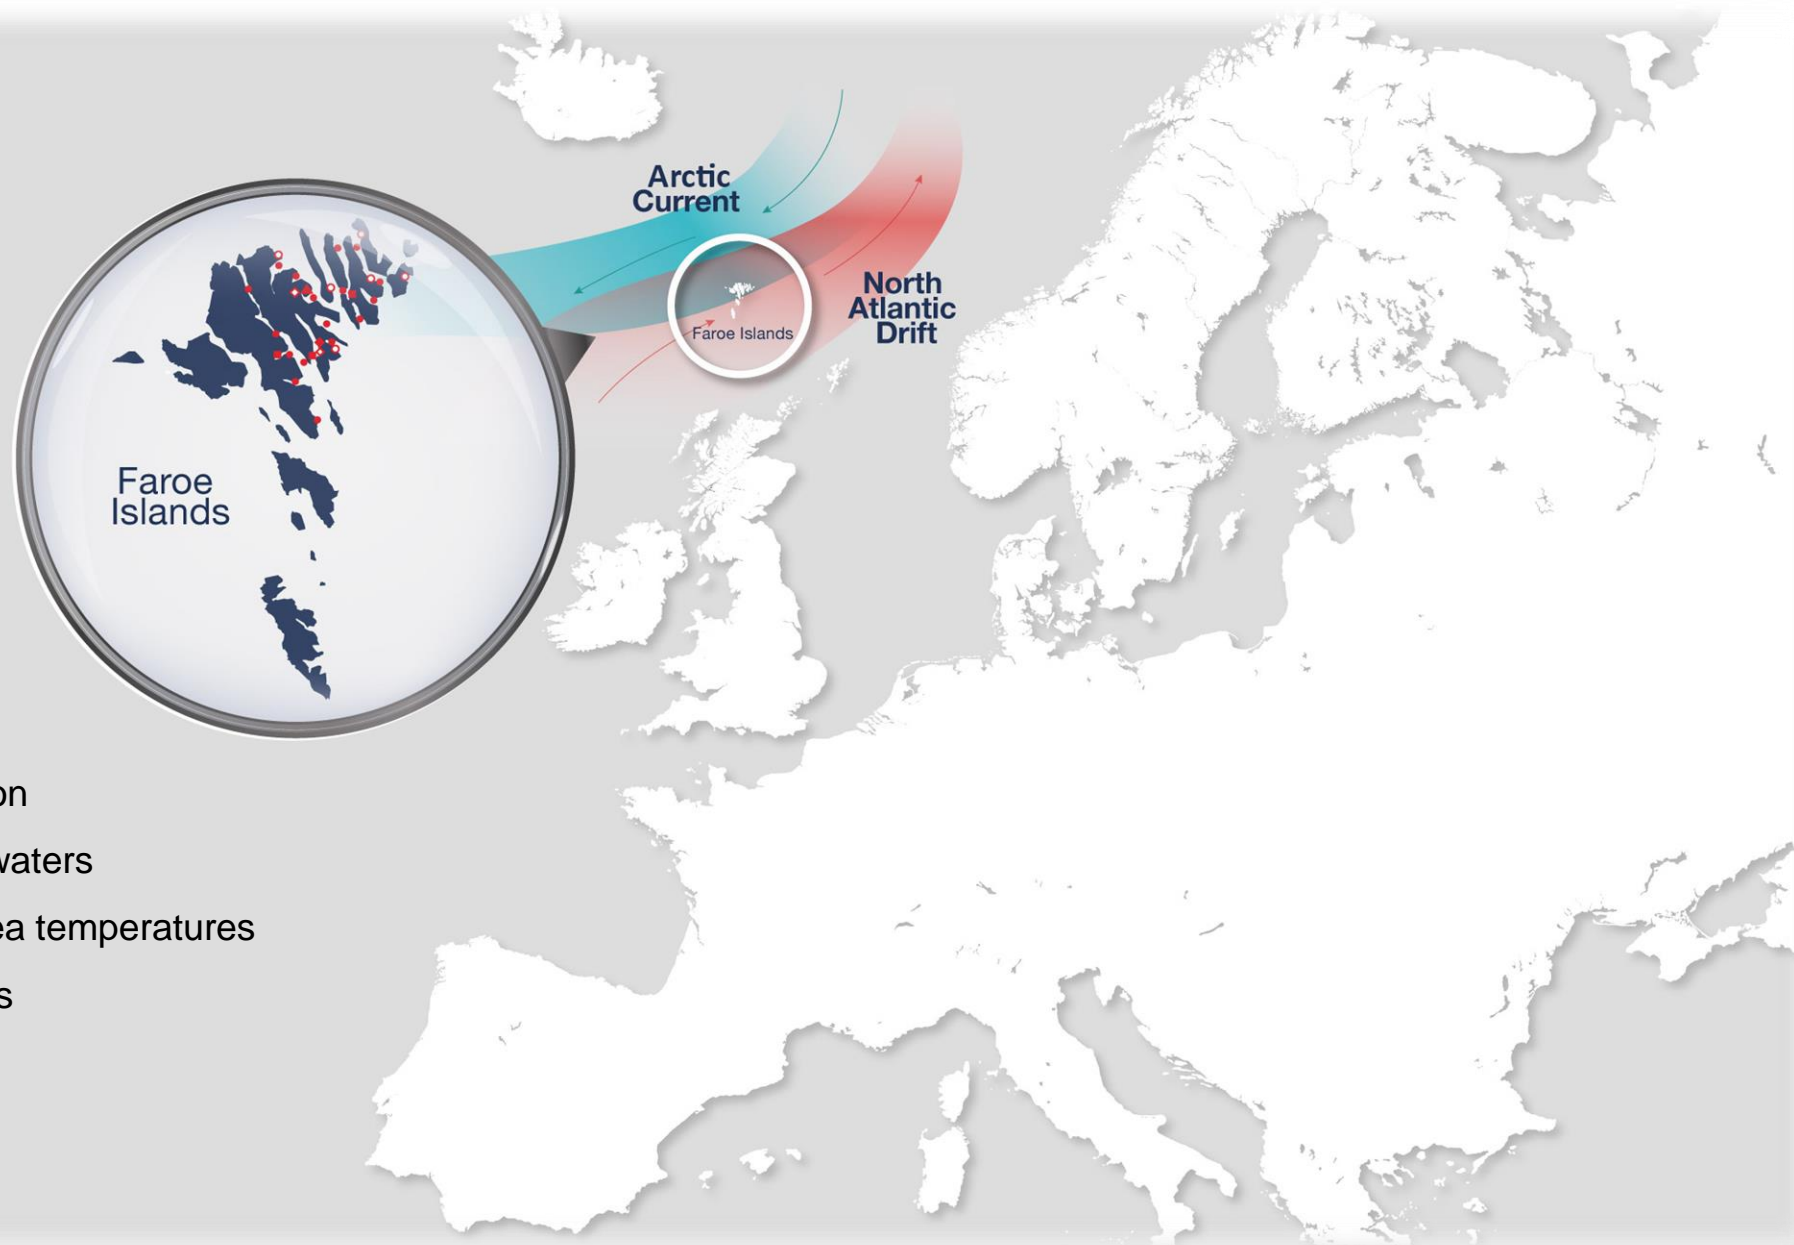 Arctic
Current
North
Atlantic
Drift
Faroe Islands
Faroe
Islands
on
waters
ea temperatures
s